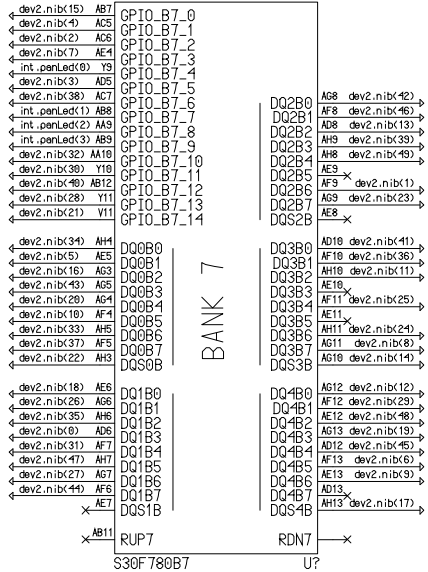 dev2.nib(15) AB7 GPIO_B7_0
dev2.nib(4) AC5 GPIO_B7_1
dev2.nib(2) AC6 GPIO_B7_2
dev2.nib(7) AE4 GPIO_B7_3
int.panLed(0) Y9 GPIO_B7_4
dev2.nib(3) AD5 GPIO_B7_5
dev2.nib(38) AC7 GPIO_B7_6
int.panLed(1) AB8 GPIO_B7_7
int.panLed(2) AA9 GPIO_B7_8
int.panLed(3) AB9 GPIO_B7_9
dev2.nib(32) AA10 GPIO_B7_10
dev2.nib(30) Y10 GPIO_B7_11
dev2.nib(40) AB12 GPIO_B7_12
dev2.nib(28) Y11 GPIO_B7_13
dev2.nib(21) V11 GPIO_B7_14
dev2.nib(34) AH4 DQ0B0
dev2.nib(5) AE5 DQ0B1
dev2.nib(16) AG3 DQ0B2
dev2.nib(43) AG5 DQ0B3
dev2.nib(20) AG4 DQ0B4
dev2.nib(10) AF4 DQ0B5
dev2.nib(33) AH5 DQ0B6
dev2.nib(37) AF5 DQ0B7
dev2.nib(22) AH3 DQS0B
dev2.nib(18) AE6 DQ1B0
dev2.nib(26) AG6 DQ1B1
dev2.nib(35) AH6 DQ1B2
dev2.nib(0) AD6 DQ1B3
dev2.nib(31) AF7 DQ1B4
dev2.nib(47) AH7 DQ1B5
dev2.nib(27) AG7 DQ1B6
dev2.nib(44) AF6 DQ1B7
AE7 DQS1B
AB11 RUP7
BANK 7
DQ2B0 AG8 dev2.nib(42)
DQ2B1 AF8 dev2.nib(46)
DQ2B2 AD8 dev2.nib(13)
DQ2B3 AH9 dev2.nib(39)
DQ2B4 AH8 dev2.nib(49)
DQ2B5 AE9
DQ2B6 AF9 dev2.nib(1)
DQ2B7 AG9 dev2.nib(23)
DQS2B AE8
DQ3B0 AD10 dev2.nib(41)
DQ3B1 AF10 dev2.nib(36)
DQ3B2 AH10 dev2.nib(11)
DQ3B3 AE10
DQ3B4 AF11 dev2.nib(25)
DQ3B5 AE11
DQ3B6 AH11 dev2.nib(24)
DQ3B7 AG11 dev2.nib(8)
DQS3B AG10 dev2.nib(14)
DQ4B0 AG12 dev2.nib(12)
DQ4B1 AF12 dev2.nib(29)
DQ4B2 AE12 dev2.nib(48)
DQ4B3 AG13 dev2.nib(19)
DQ4B4 AD12 dev2.nib(45)
DQ4B5 AF13 dev2.nib(6)
DQ4B6 AE13 dev2.nib(9)
DQ4B7 AD13
DQS4B AH13 dev2.nib(17)
RDN7
S30F780B7 U?